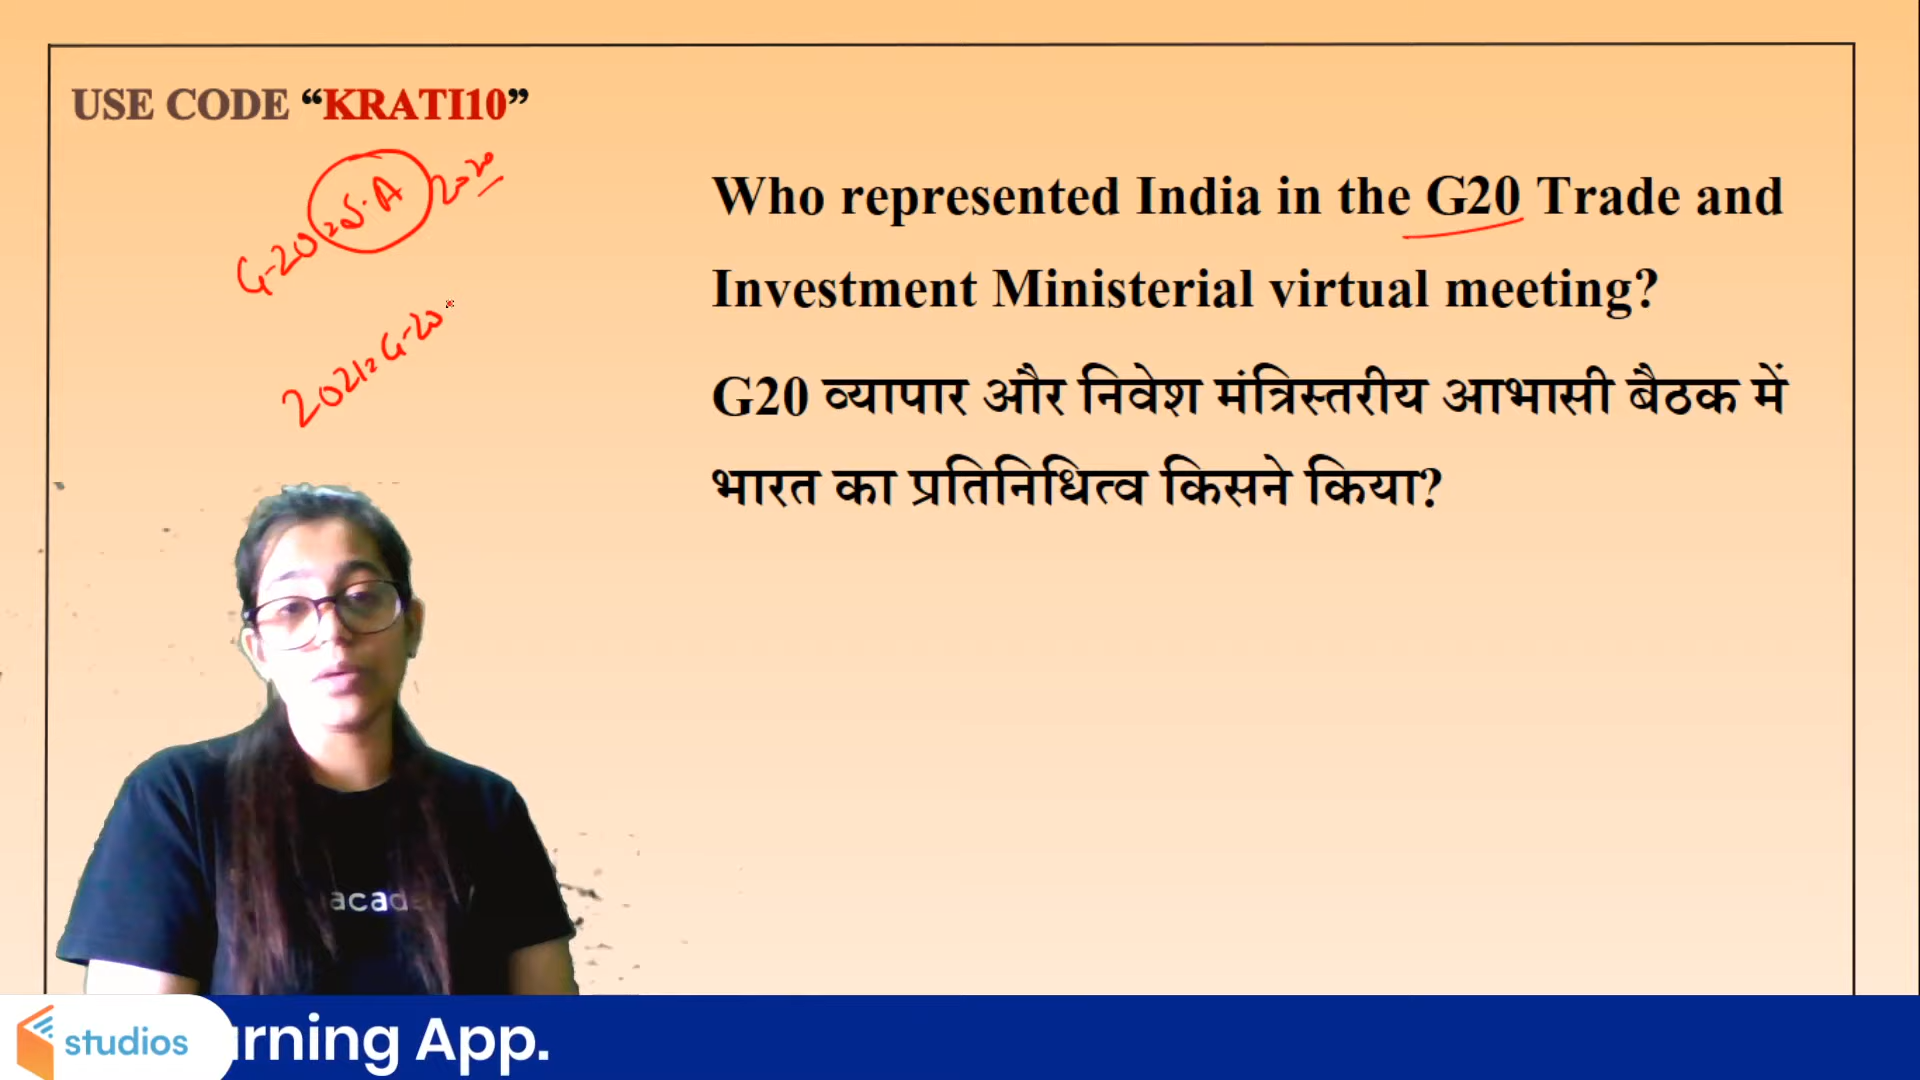 USE CODE “KRATI10”
G-20 = S.A 2020
2021 = G-20
Who represented India in the G20 Trade and
Investment Ministerial virtual meeting?
G20 व्यापार और निवेश मंत्रिस्तरीय आभासी बैठक में
भारत का प्रतिनिधित्व किसने किया?
acad
studios
rning App.